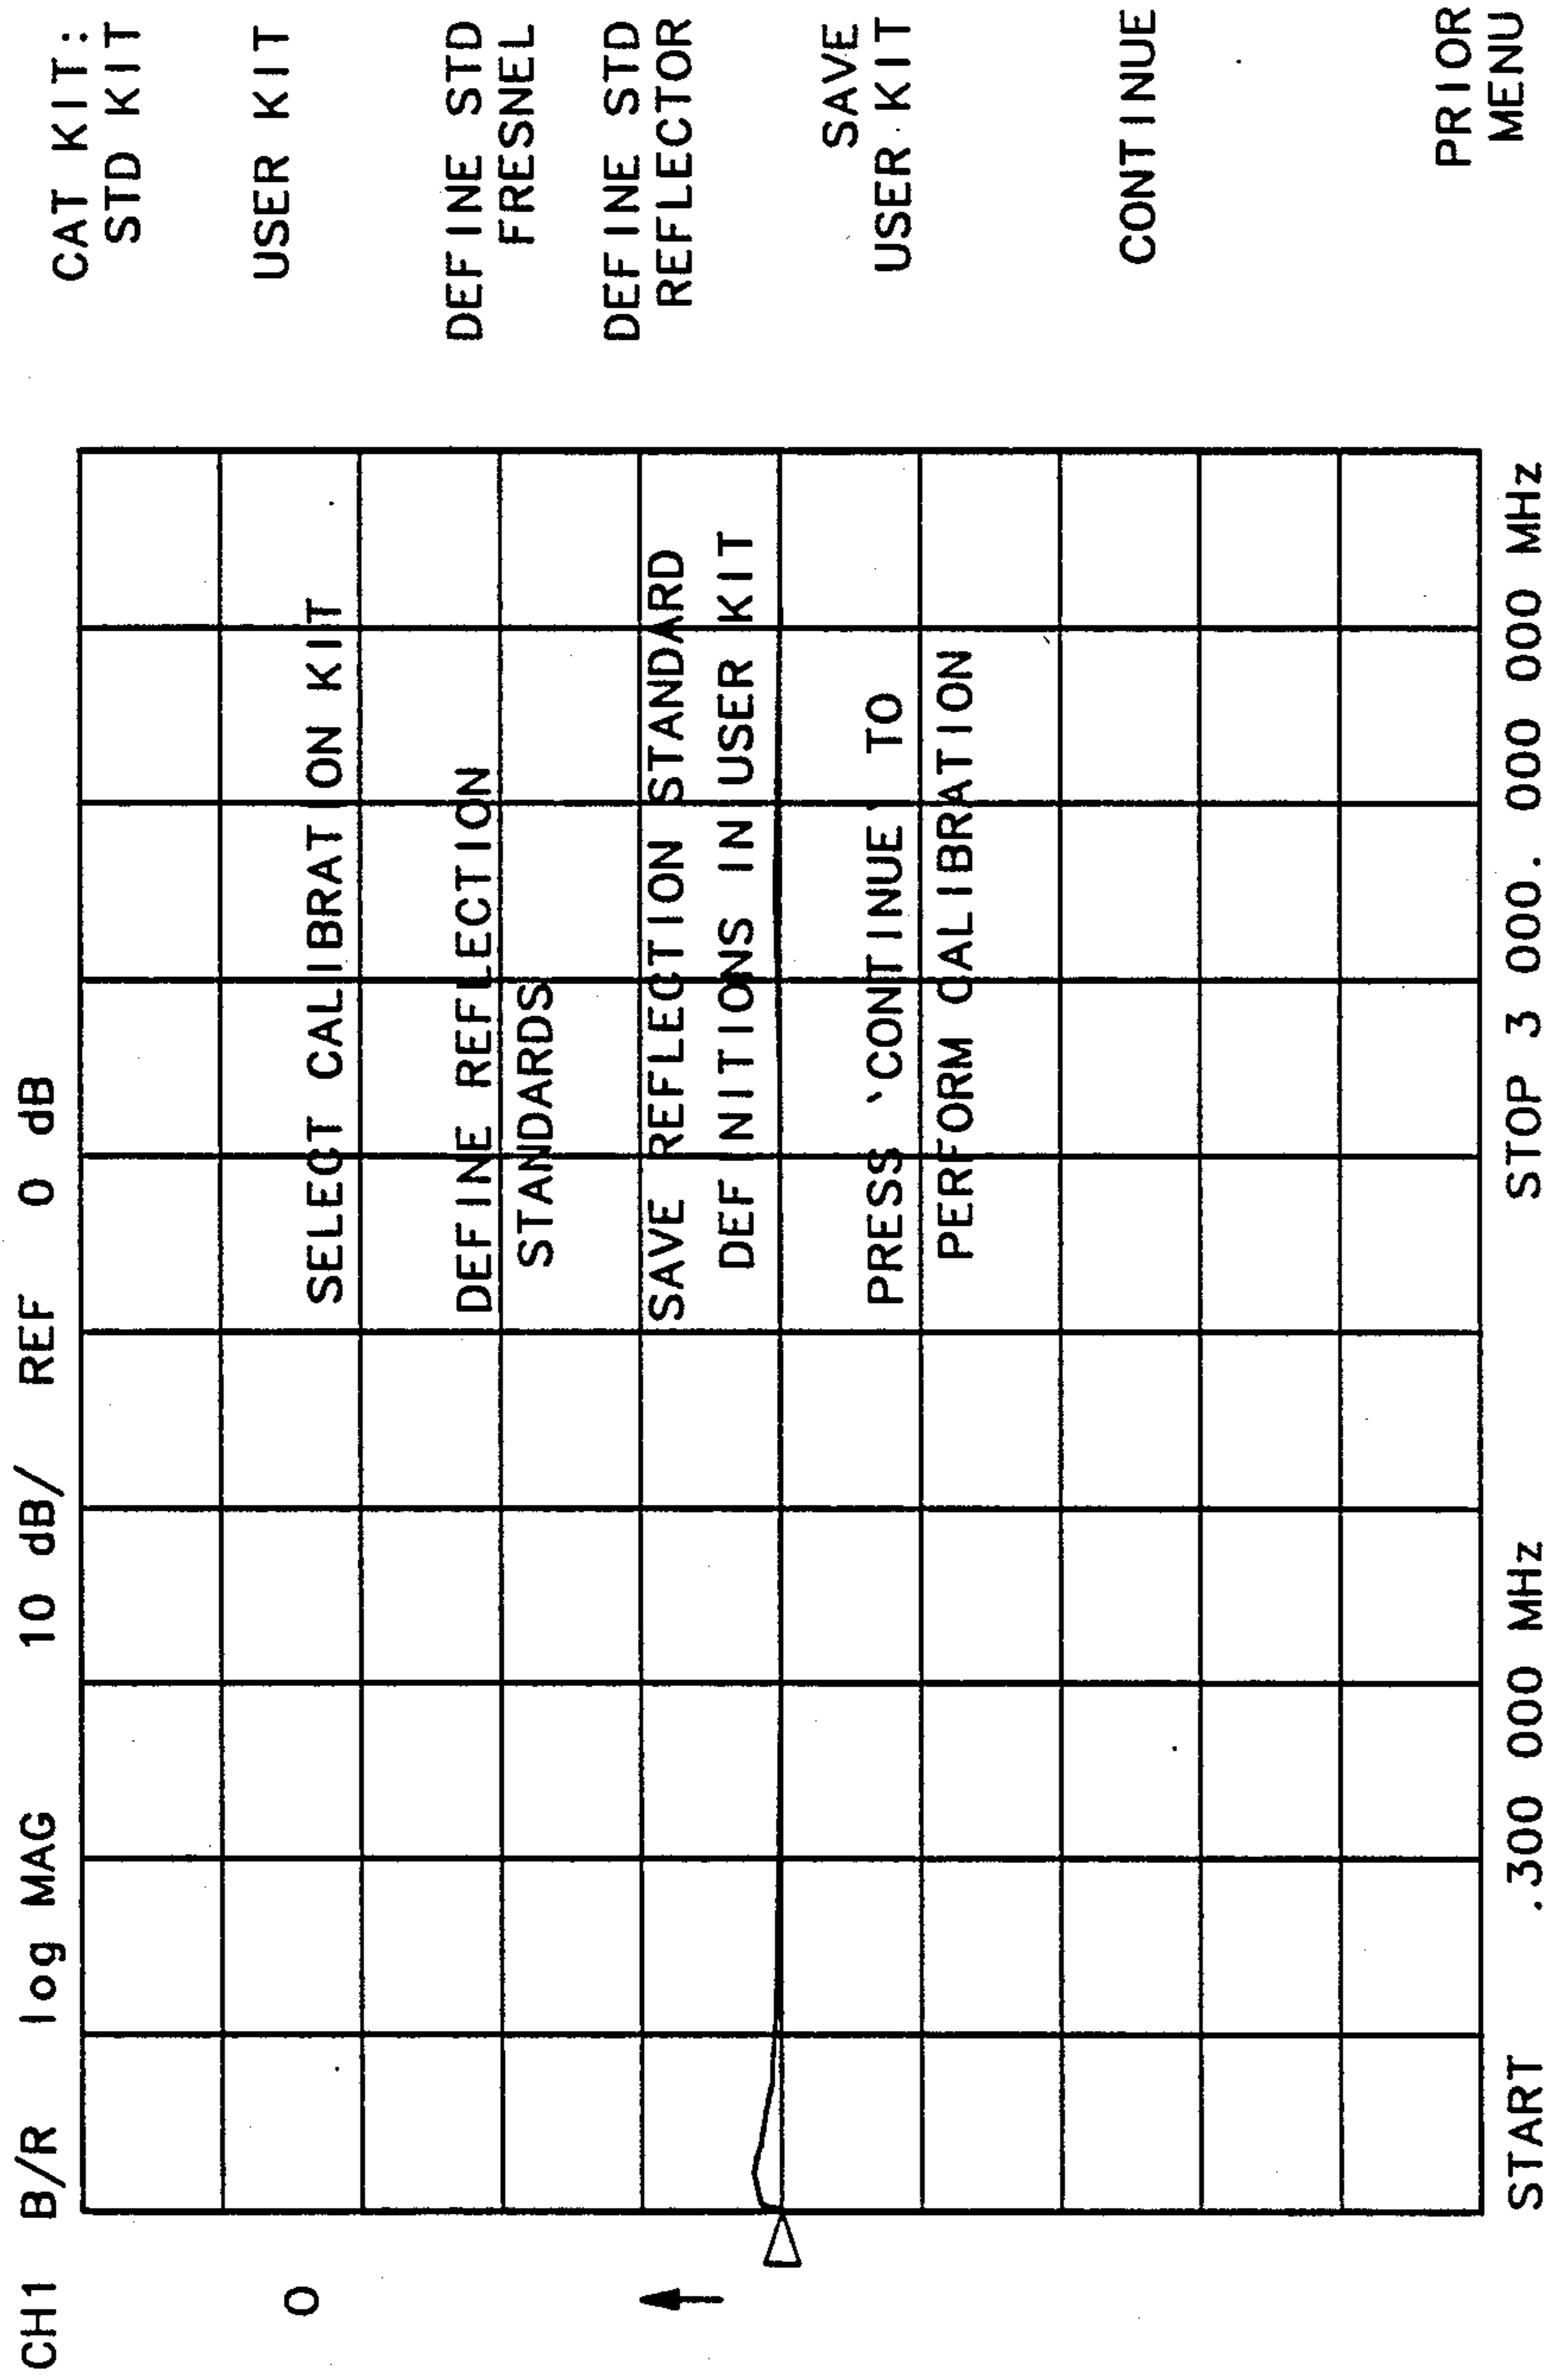 CH1 B/R log MAG 10 dB/ REF 0 dB
O
SELECT CALIBRATION KIT
DEFINE REFLECTION
STANDARDS
SAVE REFLECTION STANDARD
DEFINITIONS IN USER KIT
PRESS 'CONTINUE' TO
PERFORM CALIBRATION
START .300 000 MHz STOP 3 000. 000 000 MHz
CAT KIT:
STD KIT
USER KIT
DEFINE STD
FRESNEL
DEFINE STD
REFLECTOR
SAVE
USER KIT
CONTINUE
PRIOR
MENU